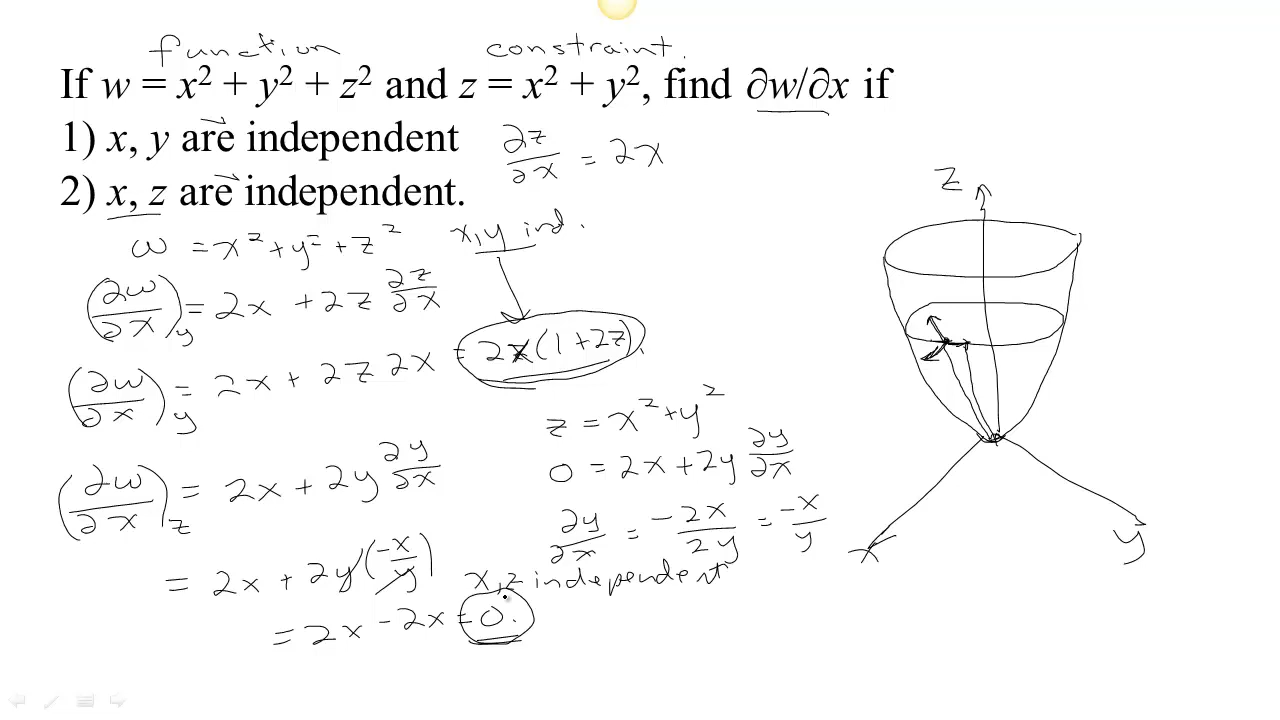 function constraint.
If w = x² + y² + z² and z = x² + y², find ∂w/∂x if
1) x, y are independent
2) x, z are independent.
∂z/∂x = 2x
w = x² + y² + z²
x, y ind.
(∂w/∂x)y = 2x + 2z ∂z/∂x
(∂w/∂x)y = 2x + 2z 2x = 2x(1+2z).
(∂w/∂x)z = 2x + 2y ∂y/∂x
= 2x + 2y(-x/y)
= 2x - 2x = 0.
z = x² + y²
0 = 2x + 2y ∂y/∂x
∂y/∂x = -2x/2y = -x/y
x, z independent
z
x
y